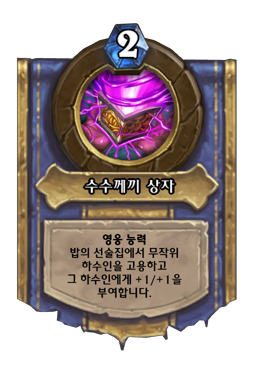 2
수수께끼 상자
영웅 능력
밥의 선술집에서 무작위
하수인을 고용하고
그 하수인에게 +1/+1을
부여합니다.